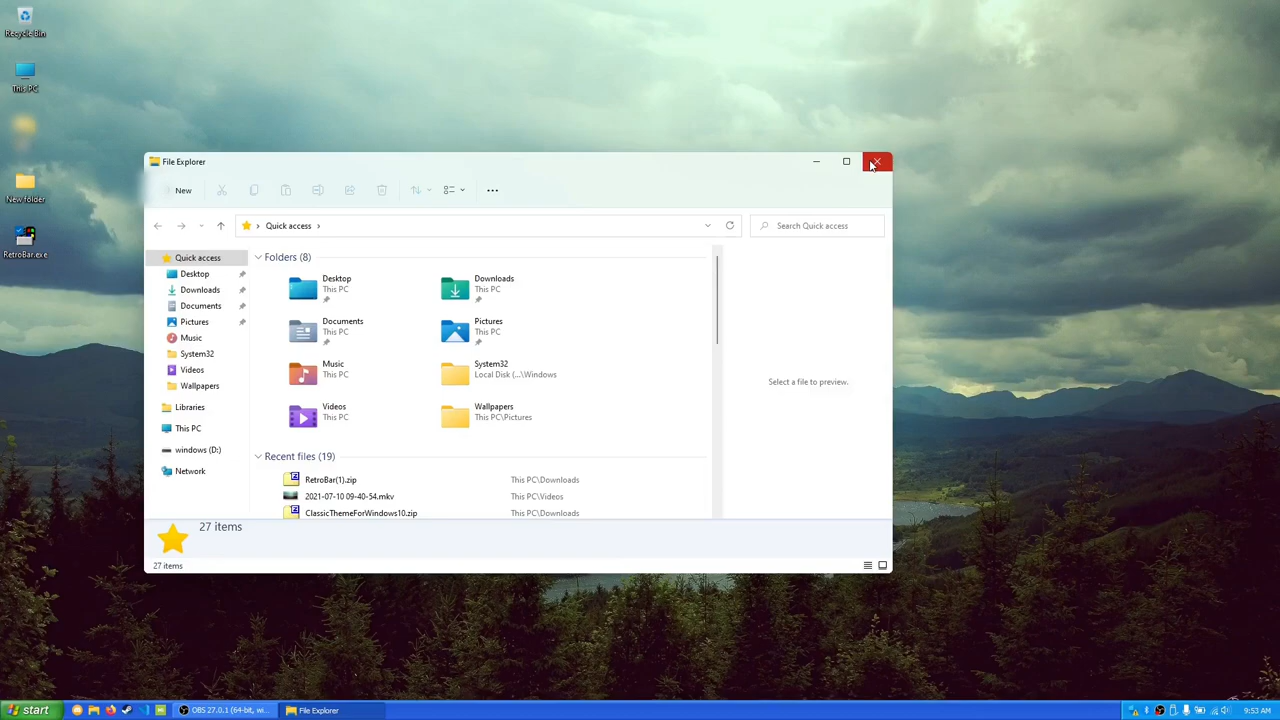 Recycle Bin
This PC
New folder
RetroBar.exe
File Explorer
New
Quick access
Search Quick access
Quick access
Desktop
Downloads
Documents
Pictures
Music
System32
Videos
Wallpapers
Libraries
This PC
windows (D:)
Network
Folders (8)
Desktop
This PC
Downloads
This PC
Documents
This PC
Pictures
This PC
Music
This PC
System32
Local Disk (...\Windows
Videos
This PC
Wallpapers
This PC\Pictures
Recent files (19)
RetroBar(1).zip This PC\Downloads
2021-07-10 09-40-54.mkv This PC\Videos
ClassicThemeForWindows10.zip This PC\Downloads
Select a file to preview.
27 items
27 items
start
OBS 27.0.1 (64-bit, wi...
File Explorer
9:53 AM